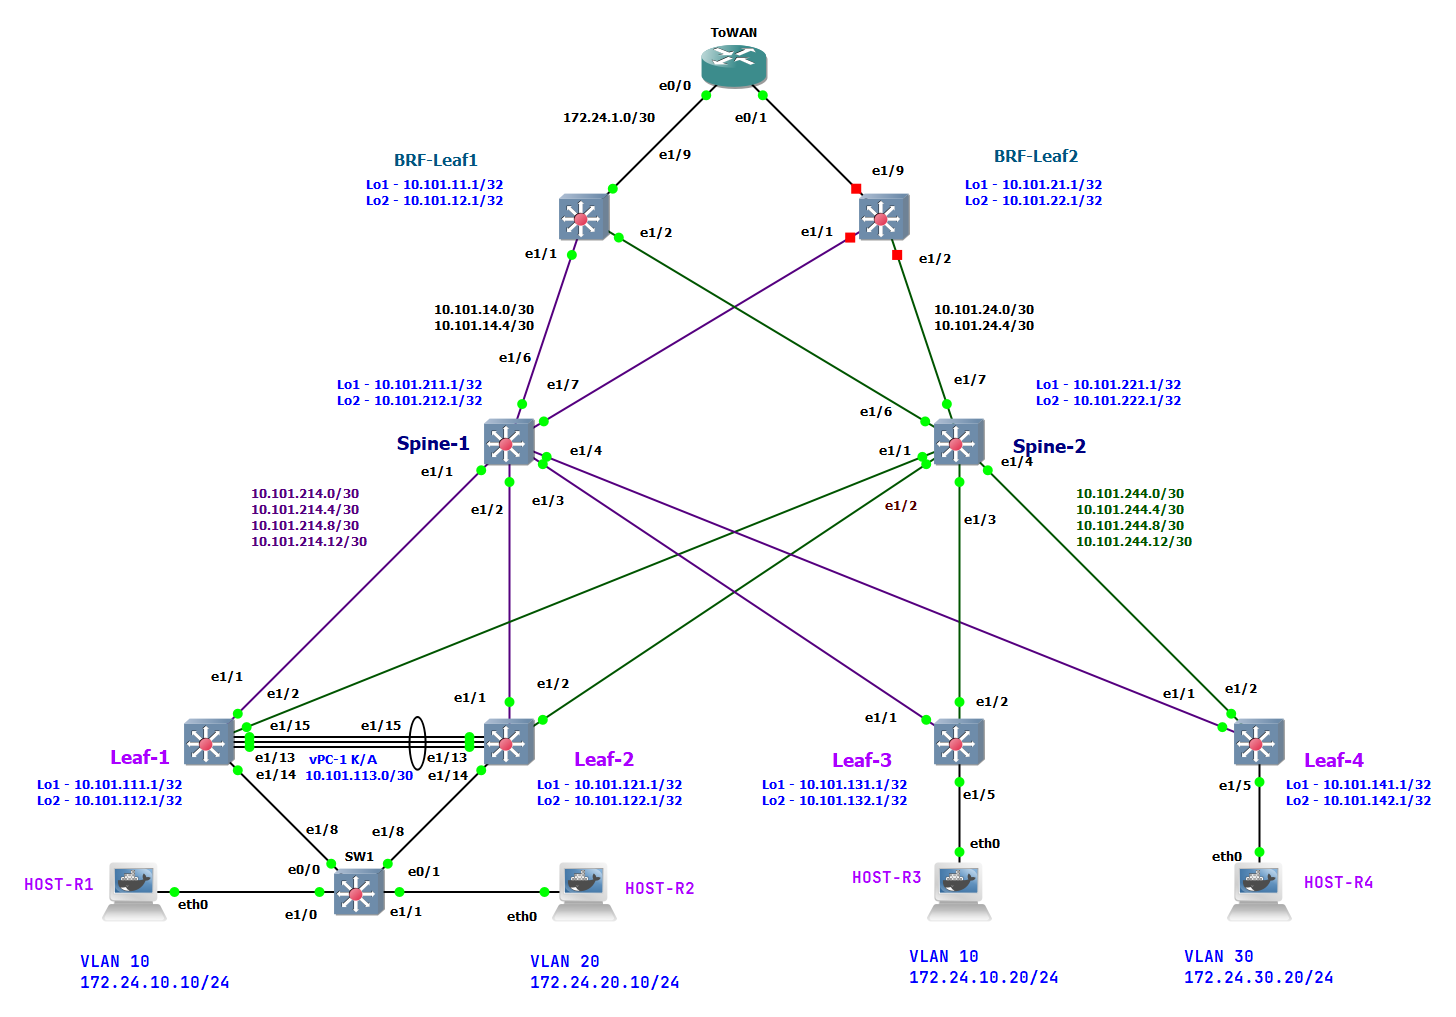 ToWAN
e0/0
e0/1
172.24.1.0/30
e1/9
BRF-Leaf1
Lo1 - 10.101.11.1/32
Lo2 - 10.101.12.1/32
BRF-Leaf2
e1/9
Lo1 - 10.101.21.1/32
Lo2 - 10.101.22.1/32
e1/2
e1/1
e1/1
e1/2
10.101.14.0/30
10.101.14.4/30
10.101.24.0/30
10.101.24.4/30
e1/6
e1/7
e1/7
e1/6
Lo1 - 10.101.211.1/32
Lo2 - 10.101.212.1/32
Lo1 - 10.101.221.1/32
Lo2 - 10.101.222.1/32
Spine-1
Spine-2
e1/1
e1/4
e1/1
e1/4
e1/2
e1/3
e1/2
e1/3
10.101.214.0/30
10.101.214.4/30
10.101.214.8/30
10.101.214.12/30
10.101.244.0/30
10.101.244.4/30
10.101.244.8/30
10.101.244.12/30
e1/1
e1/2
e1/1
e1/2
e1/1
e1/2
e1/1
e1/2
e1/15
e1/15
e1/13
vPC-1 K/A
e1/13
e1/14
10.101.113.0/30
e1/14
Leaf-1
Lo1 - 10.101.111.1/32
Lo2 - 10.101.112.1/32
Leaf-2
Lo1 - 10.101.121.1/32
Lo2 - 10.101.122.1/32
Leaf-3
Lo1 - 10.101.131.1/32
Lo2 - 10.101.132.1/32
Leaf-4
Lo1 - 10.101.141.1/32
Lo2 - 10.101.142.1/32
e1/5
e1/5
e1/8
e1/8
SW1
e0/0
e0/1
e1/0
e1/1
HOST-R1
eth0
HOST-R2
eth0
HOST-R3
eth0
HOST-R4
eth0
VLAN 10
172.24.10.10/24
VLAN 20
172.24.20.10/24
VLAN 10
172.24.10.20/24
VLAN 30
172.24.30.20/24